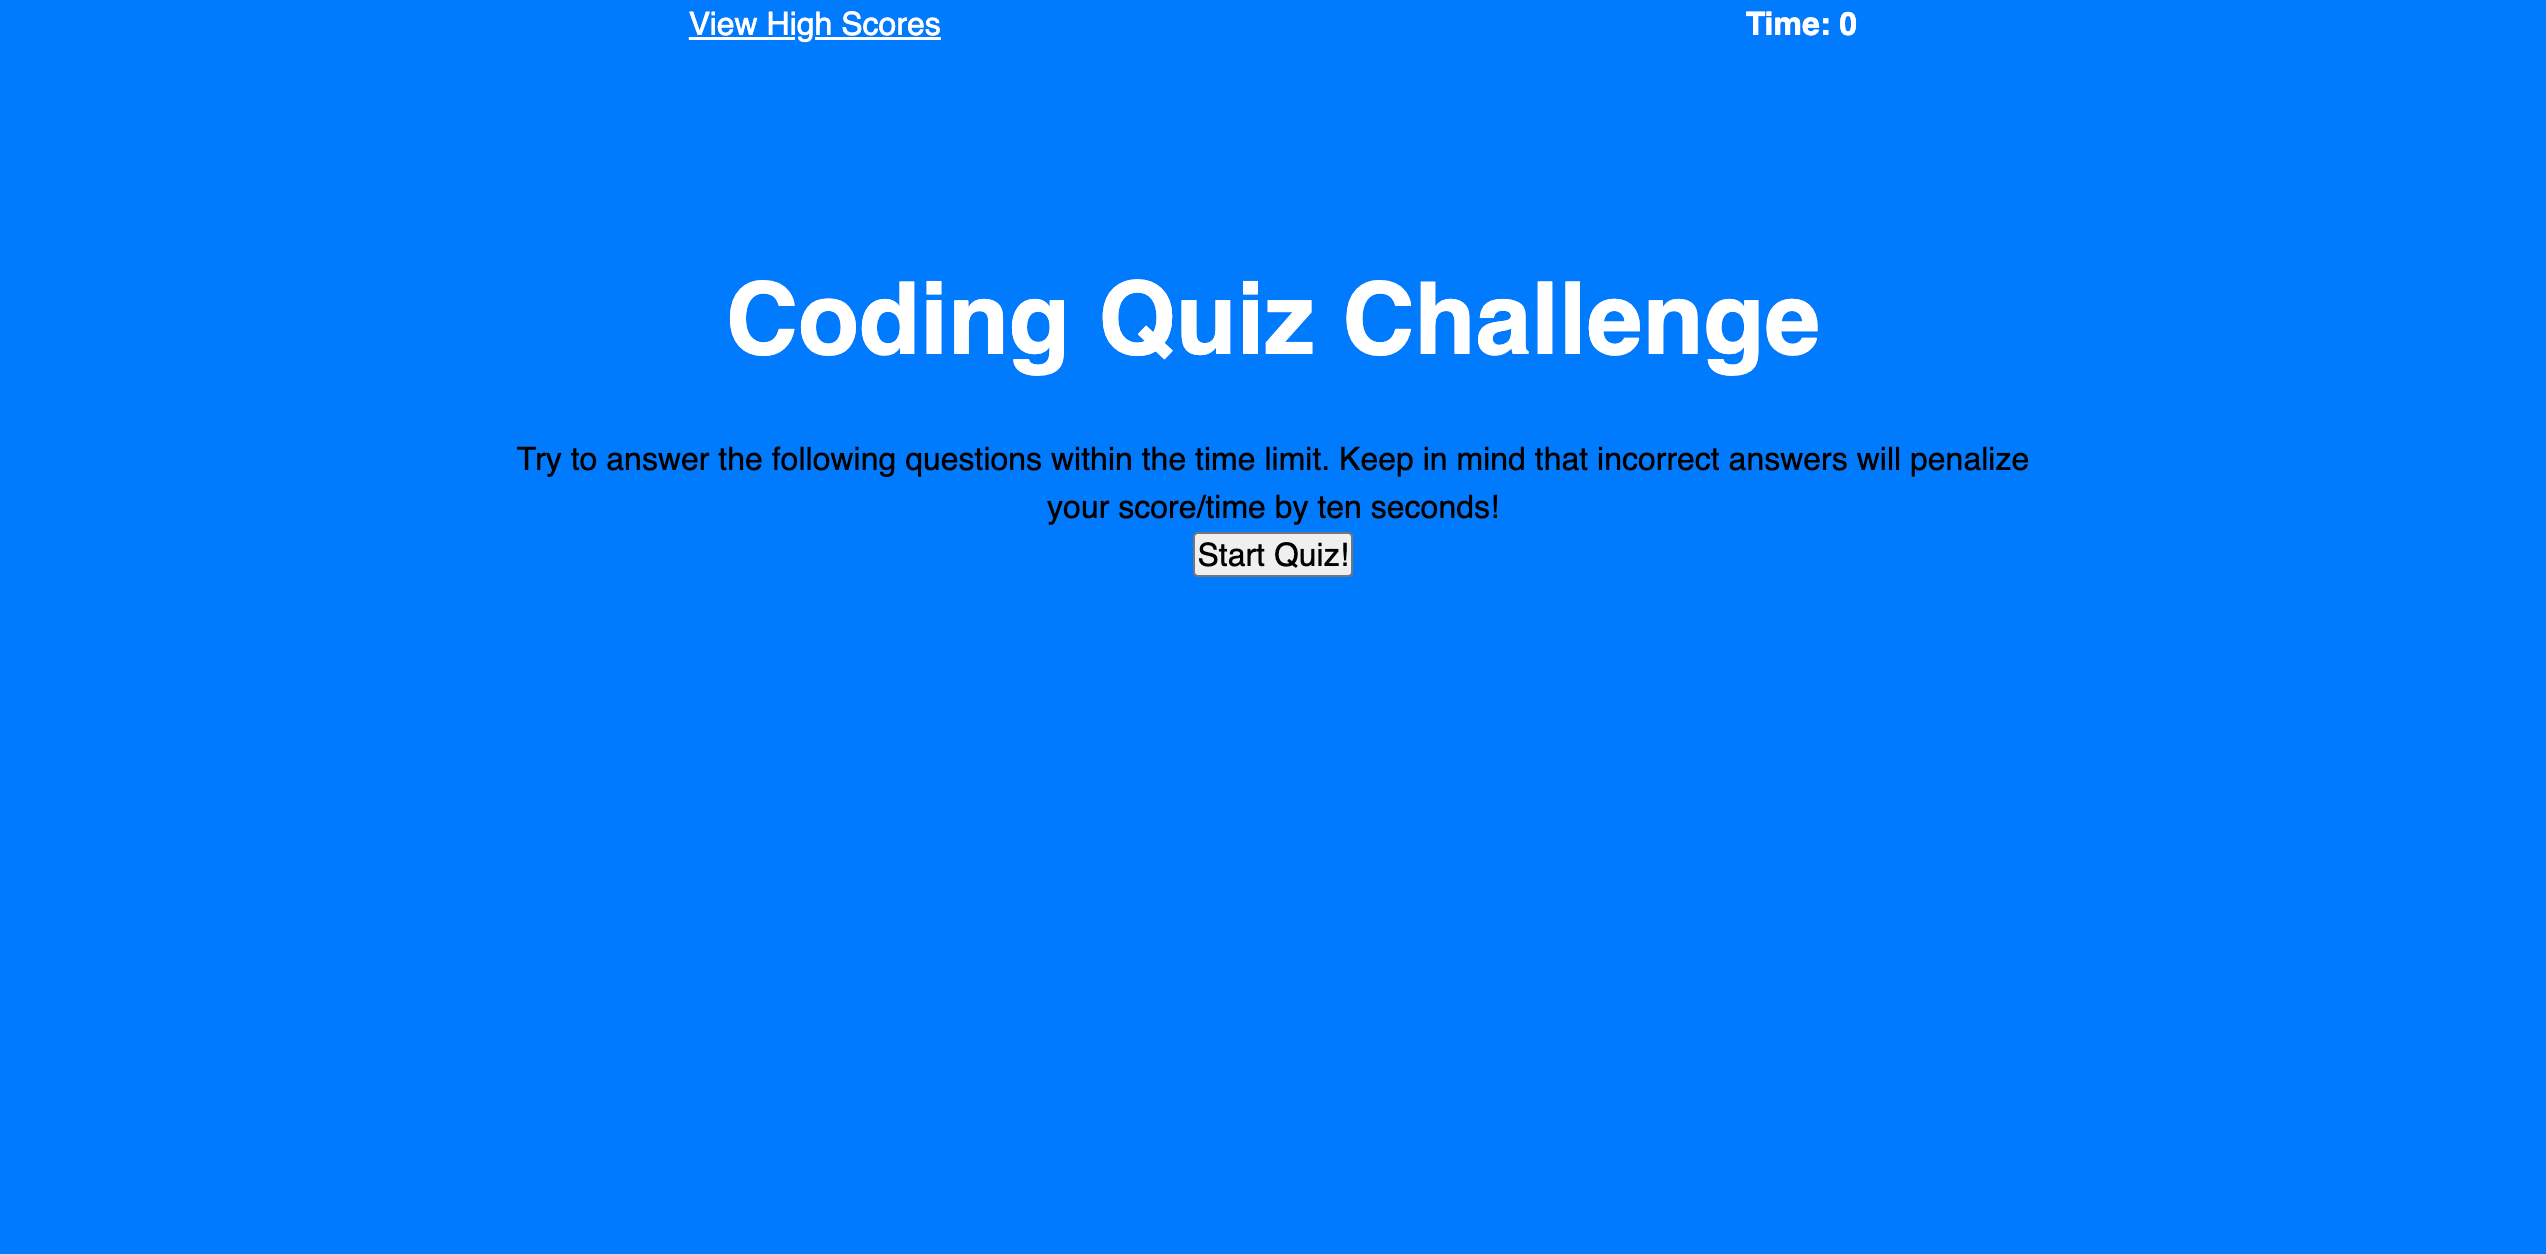 View High Scores
Time: 0
Coding Quiz Challenge
Try to answer the following questions within the time limit. Keep in mind that incorrect answers will penalize
your score/time by ten seconds!
Start Quiz!